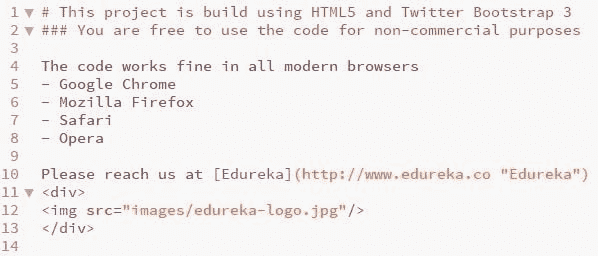 1 # This project is build using HTML5 and Twitter Bootstrap 3
2 ### You are free to use the code for non-commercial purposes
3
4 The code works fine in all modern browsers
5 - Google Chrome
6 - Mozilla Firefox
7 - Safari
8 - Opera
9
10 Please reach us at [Edureka](http://www.edureka.co "Edureka")
11 <div>
12 <img src="images/edureka-logo.jpg"/>
13 </div>
14